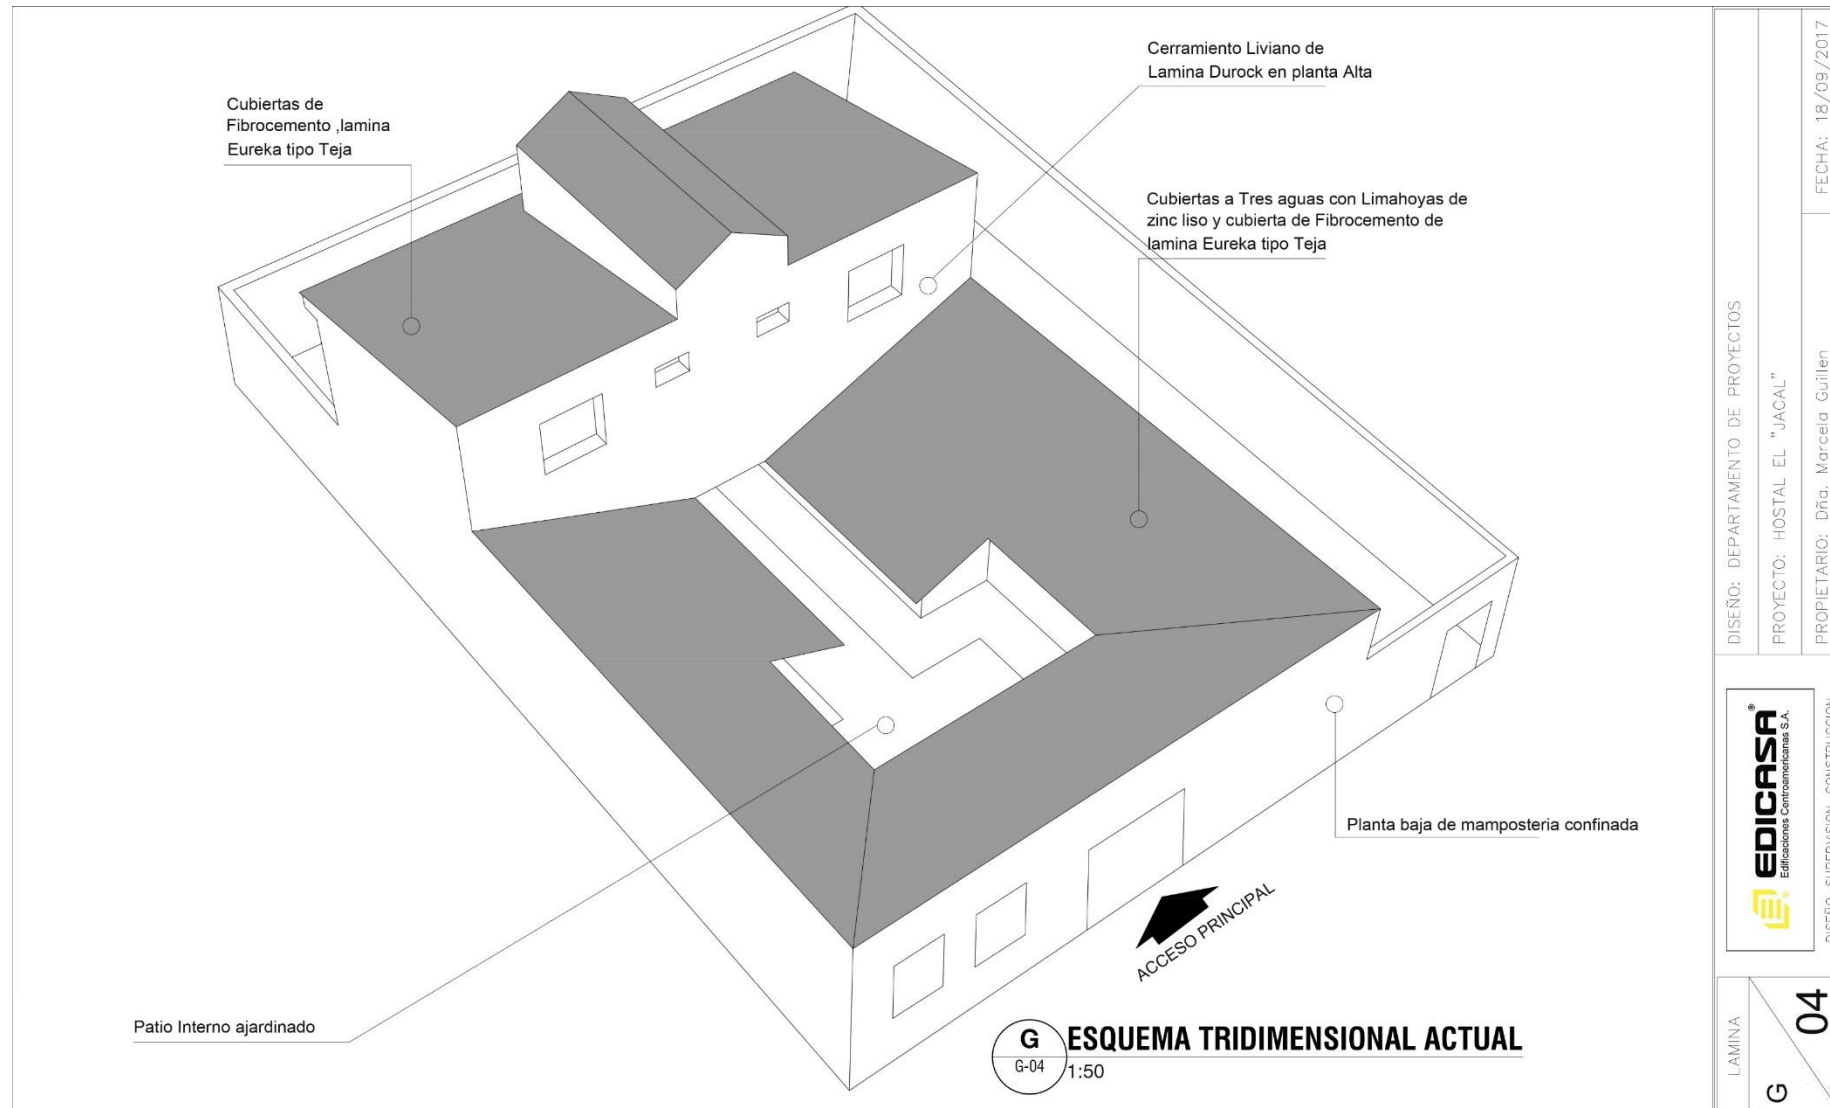 Cerramiento Liviano de
Lamina Durock en planta Alta
Cubiertas de
Fibrocemento ,lamina
Eureka tipo Teja
Cubiertas a Tres aguas con Limahoyas de
zinc liso y cubierta de Fibrocemento de
lamina Eureka tipo Teja
Planta baja de mamposteria confinada
ACCESO PRINCIPAL
Patio Interno ajardinado
G
G-04
ESQUEMA TRIDIMENSIONAL ACTUAL
1:50
DISEÑO: DEPARTAMENTO DE PROYECTOS
PROYECTO: HOSTAL EL "JACAL"
PROPIETARIO: Dña. Marcela Guillen
FECHA: 18/09/2017
EDICASA®
Edificaciones Centroamericanas S.A.
DISEÑO SUPERVISION CONSTRUCCION
LAMINA
G
04